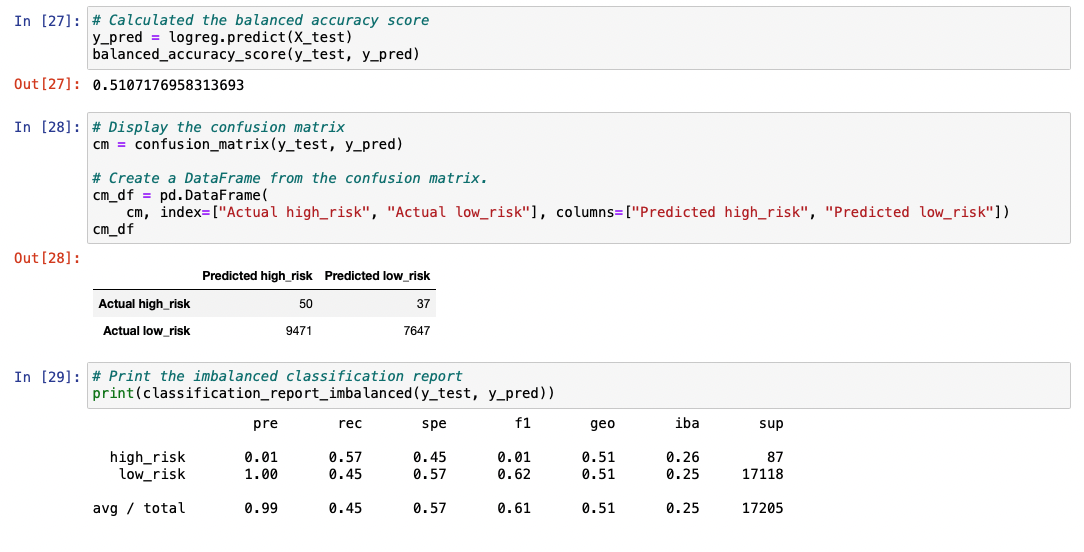 In [27]: # Calculated the balanced accuracy score
y_pred = logreg.predict(X_test)
balanced_accuracy_score(y_test, y_pred)
Out[27]: 0.5107176958313693
In [28]: # Display the confusion matrix
cm = confusion_matrix(y_test, y_pred)
# Create a DataFrame from the confusion matrix.
cm_df = pd.DataFrame(
cm, index=["Actual high_risk", "Actual low_risk"], columns=["Predicted high_risk", "Predicted low_risk"])
cm_df
Out[28]:
Predicted high_risk Predicted low_risk
Actual high_risk 50 37
Actual low_risk 9471 7647
In [29]: # Print the imbalanced classification report
print(classification_report_imbalanced(y_test, y_pred))
pre rec spe f1 geo iba sup
high_risk 0.01 0.57 0.45 0.01 0.51 0.26 87
low_risk 1.00 0.45 0.57 0.62 0.51 0.25 17118
avg / total 0.99 0.45 0.57 0.61 0.51 0.25 17205